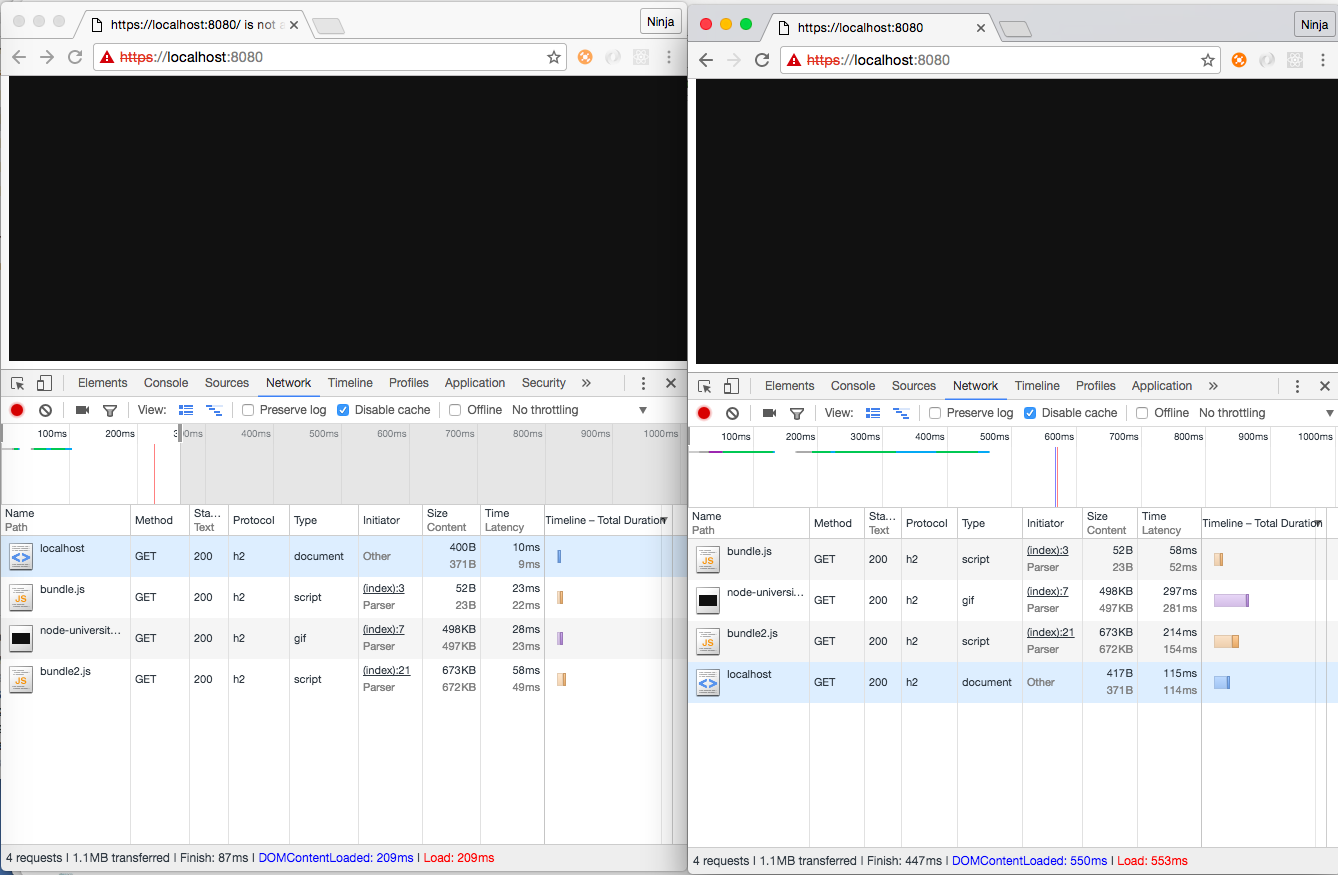 https://localhost:8080/ is not a
Ninja
https://localhost:8080
Elements Console Sources Network Timeline Profiles Application Security »
View: Preserve log Disable cache Offline No throttling
100ms 200ms 400ms 500ms 600ms 700ms 800ms 900ms 1000ms
Name Method Sta... Protocol Type Initiator Size Time Timeline – Total Duration
Path Text Content Latency
localhost GET 200 h2 document Other 400B 10ms
371B 9ms
bundle.js GET 200 h2 script (index):3 52B 23ms
Parser 23B 22ms
node-universit... GET 200 h2 gif (index):7 498KB 28ms
Parser 497KB 23ms
bundle2.js GET 200 h2 script (index):21 673KB 58ms
Parser 672KB 49ms
4 requests | 1.1MB transferred | Finish: 87ms | DOMContentLoaded: 209ms | Load: 209ms
https://localhost:8080
Ninja
https://localhost:8080
Elements Console Sources Network Timeline Profiles Application »
View: Preserve log Disable cache Offline No throttling
100ms 200ms 300ms 400ms 500ms 600ms 700ms 800ms 900ms 1000ms
Name Method Sta... Protocol Type Initiator Size Time Timeline – Total Duration
Path Text Content Latency
bundle.js GET 200 h2 script (index):3 52B 58ms
Parser 23B 52ms
node-universi... GET 200 h2 gif (index):7 498KB 297ms
Parser 497KB 281ms
bundle2.js GET 200 h2 script (index):21 673KB 214ms
Parser 672KB 154ms
localhost GET 200 h2 document Other 417B 115ms
371B 114ms
4 requests | 1.1MB transferred | Finish: 447ms | DOMContentLoaded: 550ms | Load: 553ms